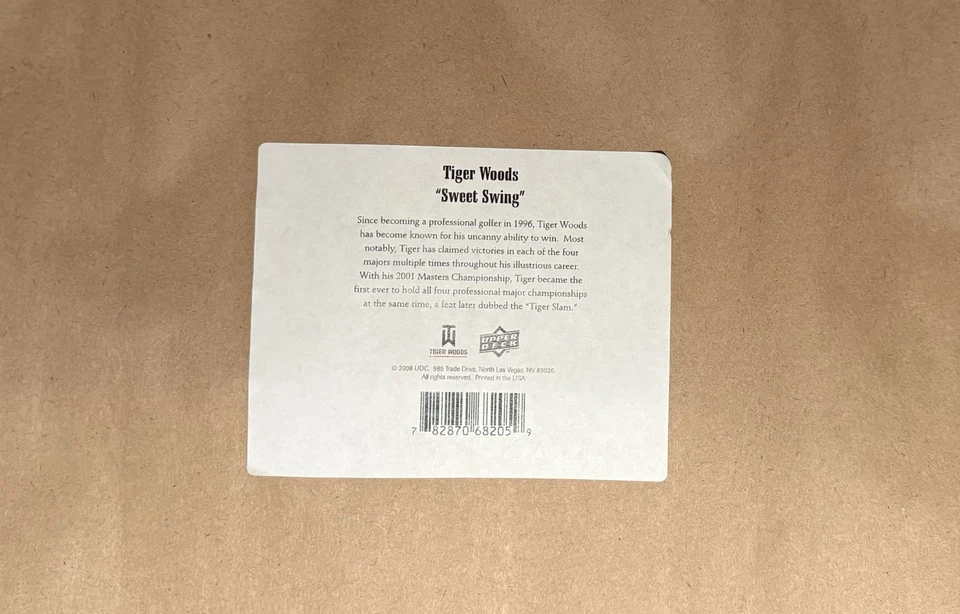 Tiger Woods
“Sweet Swing”
Since becoming a professional golfer in 1996, Tiger Woods
has become known for his uncanny ability to win. Most
notably, Tiger has claimed victories in each of the four
majors multiple times throughout his illustrious career.
With his 2001 Masters Championship, Tiger became the
first ever to hold all four professional major championships
at the same time, a feat later dubbed the “Tiger Slam.”
TW
TIGER WOODS
UPPER
DECK
© 2008 UDC. 985 Trade Drive, North Las Vegas, NV 89030.
All rights reserved. Printed in the USA
7 82870 68205 9